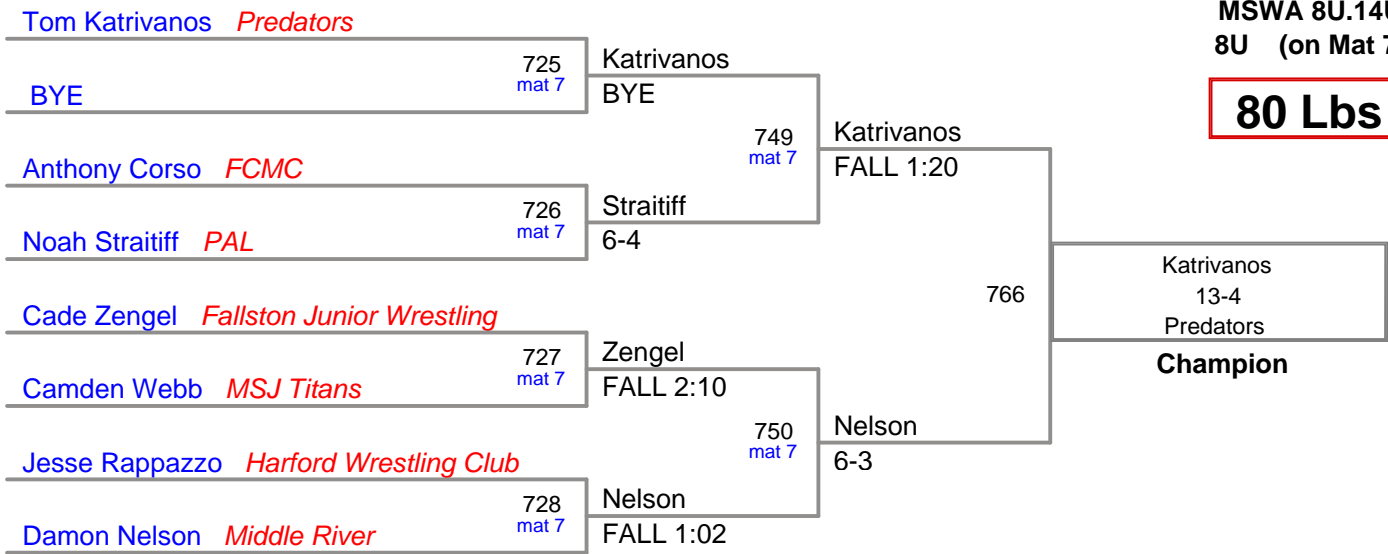 MSWA 8U.14U
8U (on Mat 7
80 Lbs
Tom Katrivanos Predators
BYE
725
mat 7
Katrivanos
BYE
Anthony Corso FCMC
Noah Straitiff PAL
726
mat 7
Straitiff
6-4
749
mat 7
Katrivanos
FALL 1:20
Cade Zengel Fallston Junior Wrestling
Camden Webb MSJ Titans
727
mat 7
Zengel
FALL 2:10
Jesse Rappazzo Harford Wrestling Club
Damon Nelson Middle River
728
mat 7
Nelson
FALL 1:02
750
mat 7
Nelson
6-3
766
Katrivanos
13-4
Predators
Champion